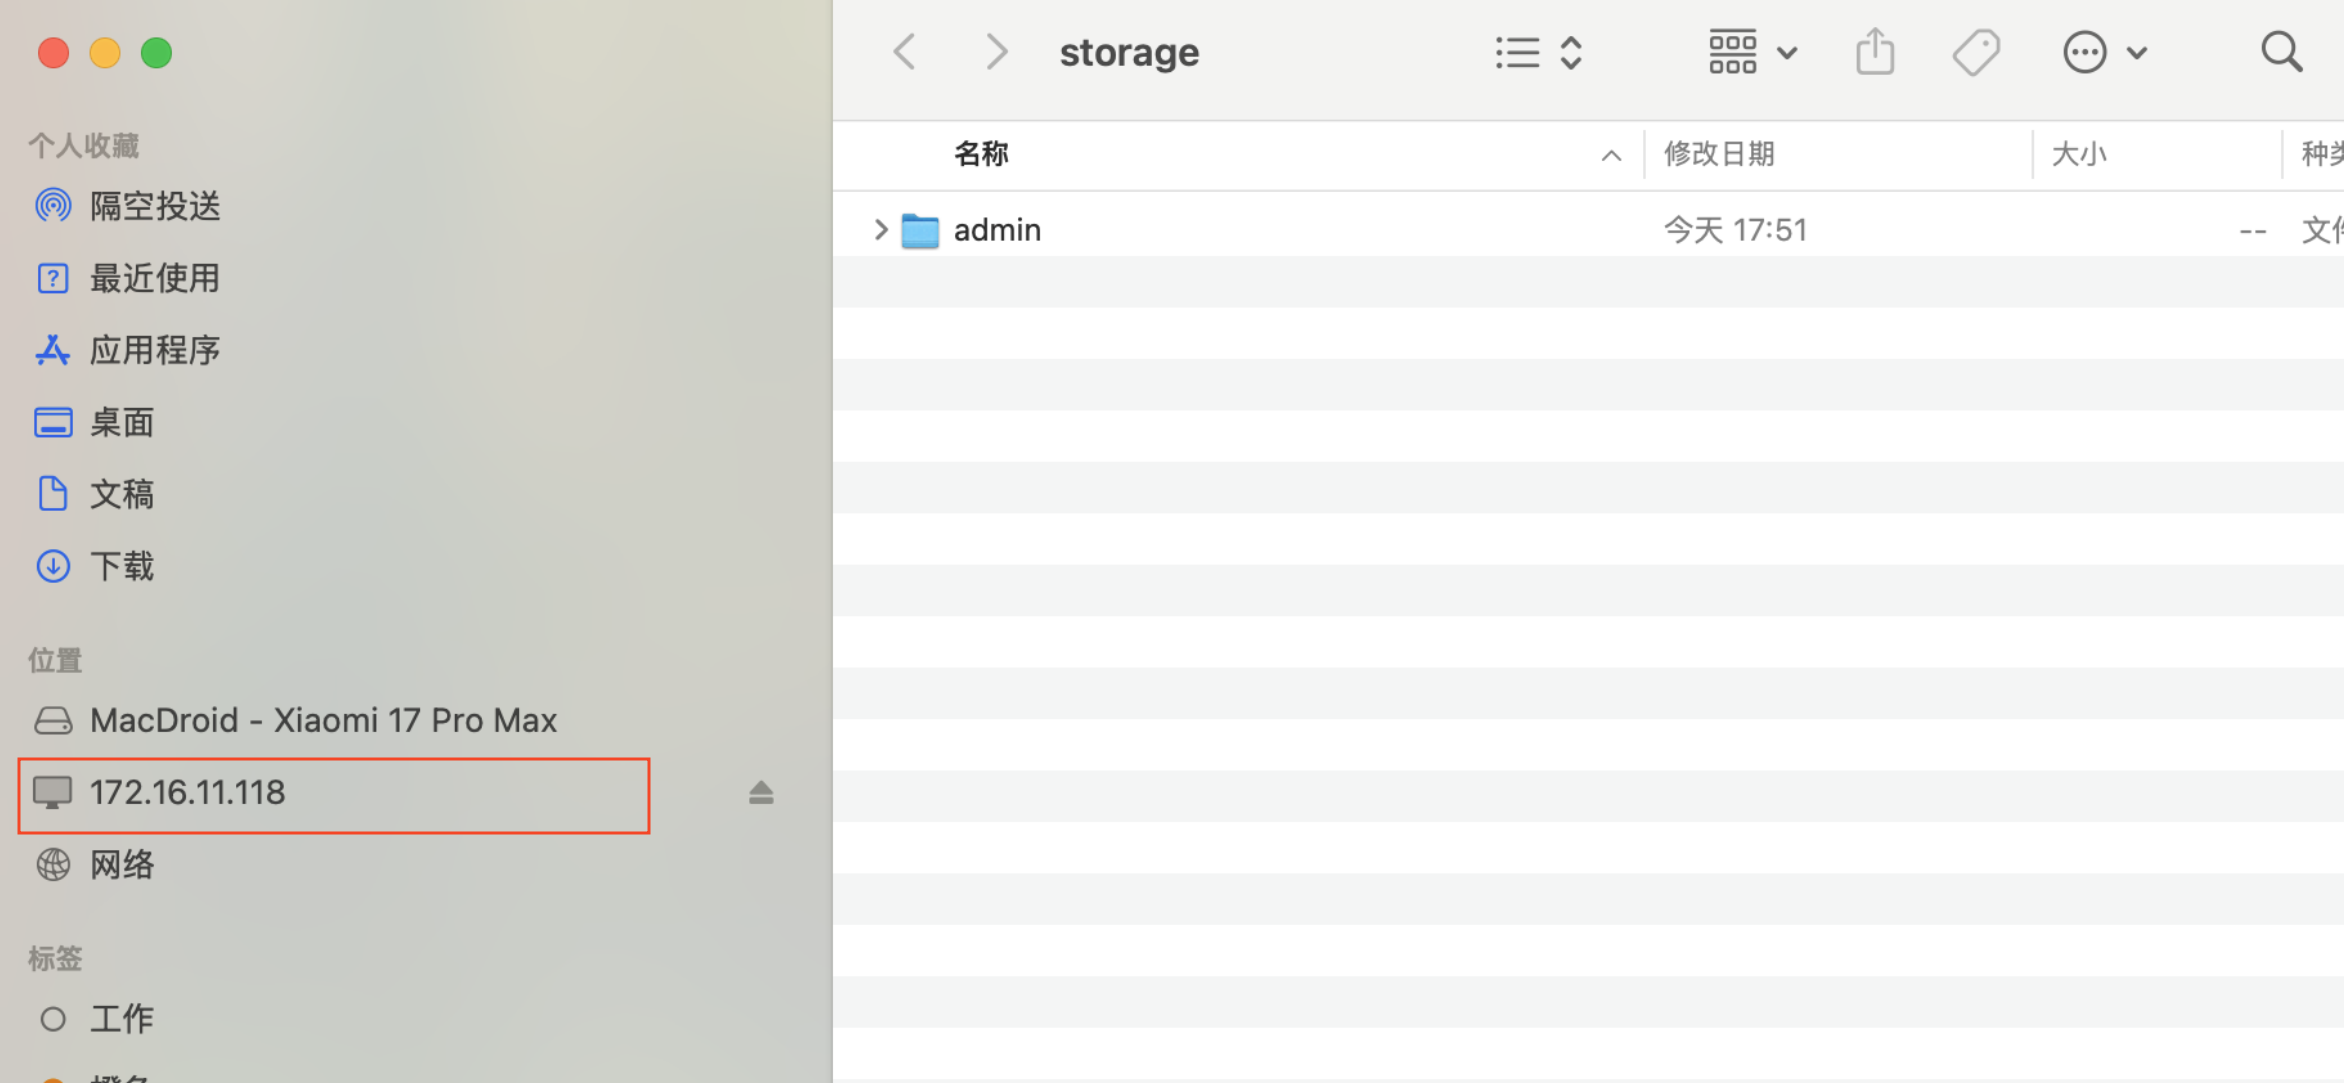 个人收藏
隔空投送
最近使用
应用程序
桌面
文稿
下载
位置
MacDroid - Xiaomi 17 Pro Max
172.16.11.118
网络
标签
工作
storage
名称 修改日期 大小
admin 今天 17:51 --